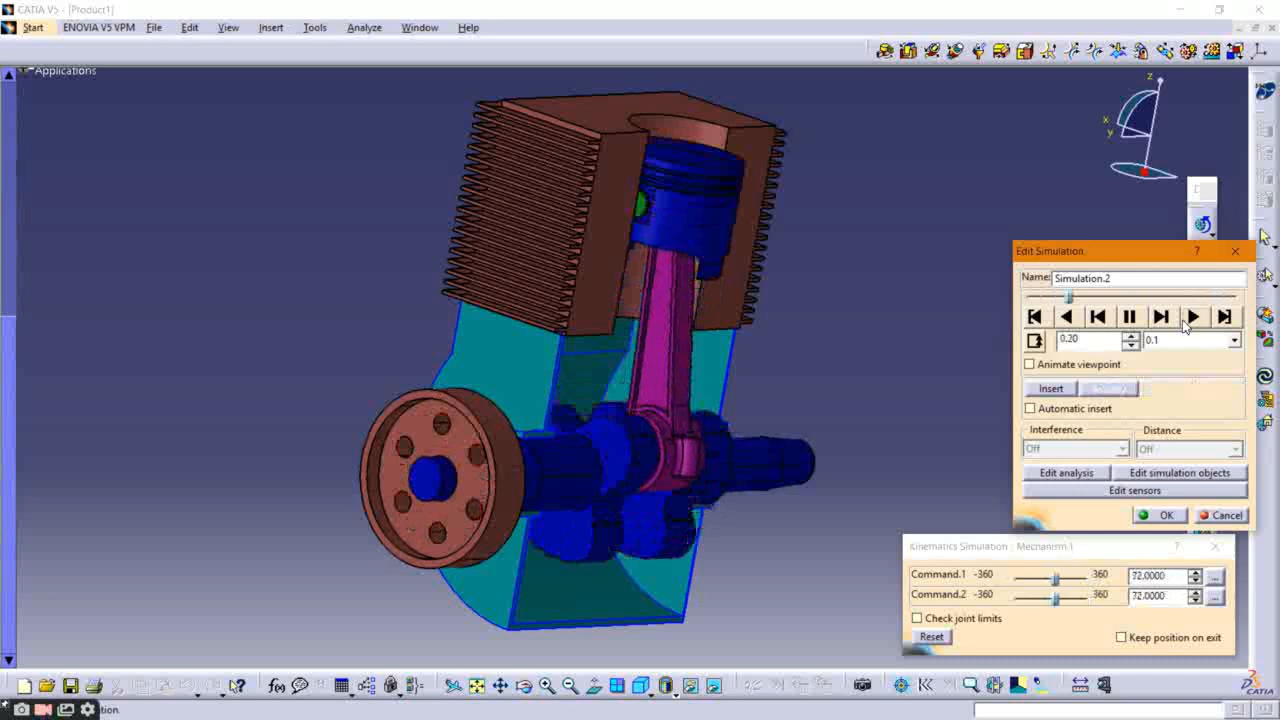 CATIA V5 - [Product1]
Start ENOVIA V5 VPM File Edit View Insert Tools Analyze Window Help
Applications
z
x
y
Edit Simulation ? ×
Name: Simulation.2
0.20 0.1
Animate viewpoint
Insert
Automatic insert
Interference Distance
Off Off
Edit analysis Edit simulation objects
Edit sensors
OK Cancel
Kinematics Simulation - Mechanism.1 ? ×
Command.1 -360 360 72.0000 ...
Command.2 -360 360 72.0000 ...
Check joint limits
Reset Keep position on exit
f(x)
CATIA